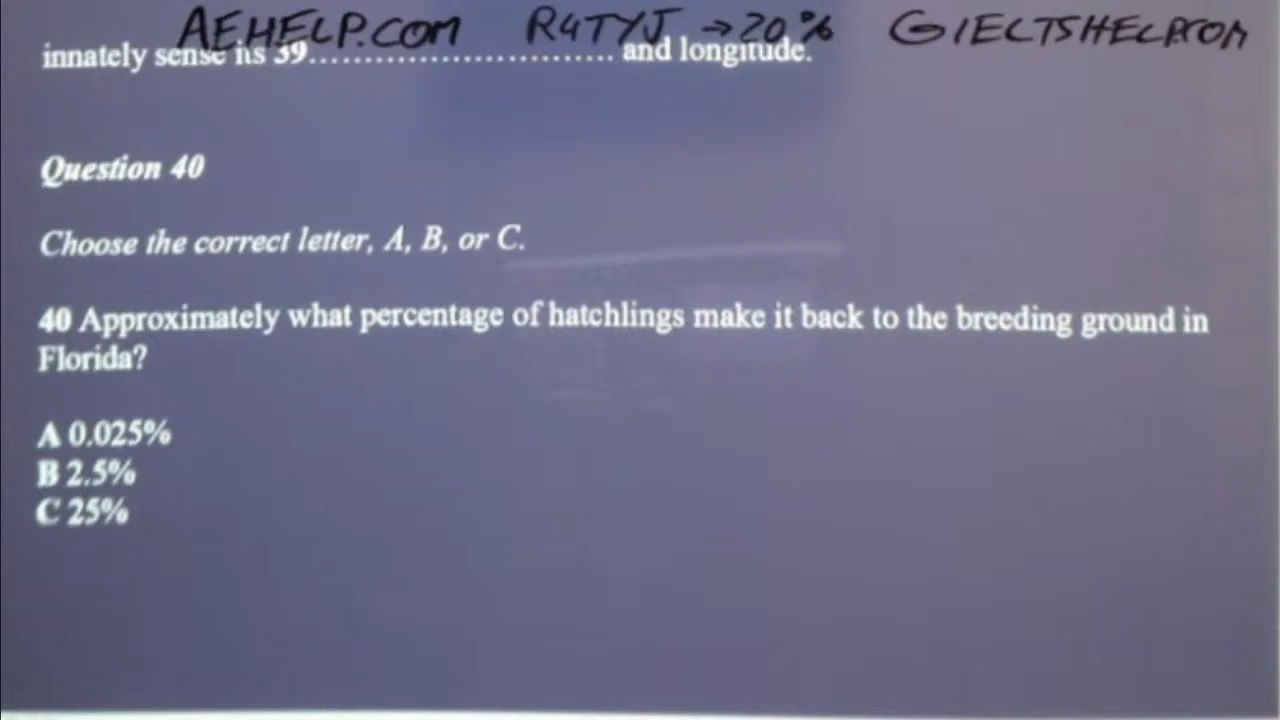 AEHELP.COM R4TYJ → 20% GIELTSHELP.COM
innately sense its 39............................ and longitude.
Question 40
Choose the correct letter, A, B, or C.
40 Approximately what percentage of hatchlings make it back to the breeding ground in
Florida?
A 0.025%
B 2.5%
C 25%